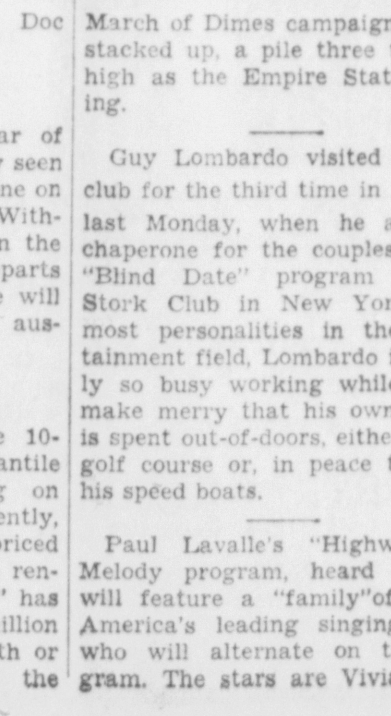 Doc
ar of
seen
ne on
With-
n the
parts
will
aus-
10-
antile
on
ently,
priced
ren-
has
illion
th or
the
March of Dimes campaign
stacked up, a pile three
high as the Empire Stat
ing.
Guy Lombardo visited
club for the third time in
last Monday, when he a
chaperone for the couples
"Blind Date" program
Stork Club in New Yor
most personalities in the
tainment field, Lombardo
ly so busy working while
make merry that his own
is spent out-of-doors, eithe
golf course or, in peace t
his speed boats.
Paul Lavalle's "Highw
Melody program, heard
will feature a "family"of
America's leading singing
who will alternate on t
gram. The stars are Vivia